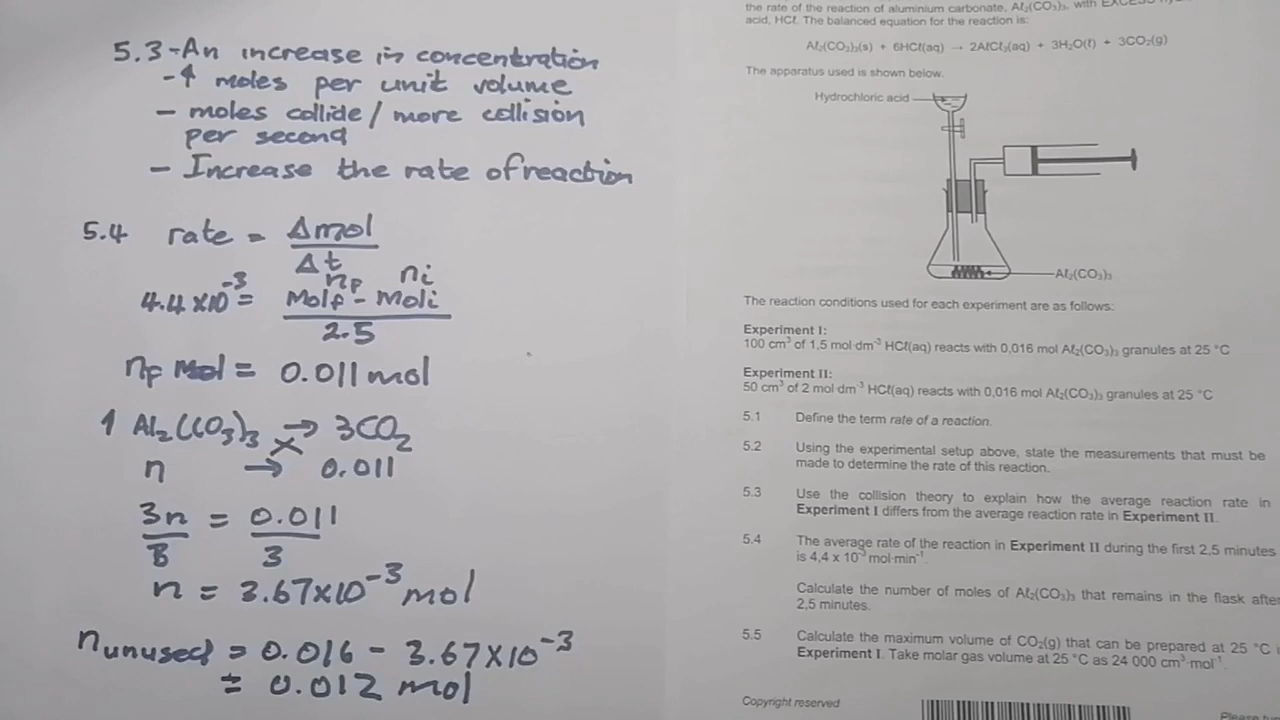 5.3-An increase in concentration
-↑ moles per unit volume
- moles collide / more collision
per second
- Increase the rate of reaction
5.4 rate = Δmol
Δt
nf ni
4.4×10⁻³ = Molf - Moli
2.5
nf Mol = 0.011 mol
1 Al₂(CO₃)₃ → 3CO₂
n → 0.011
3n = 0.011
3 3
n = 3.67×10⁻³ mol
n unused = 0.016 - 3.67×10⁻³
= 0.012 mol
the rate of the reaction of aluminium carbonate, Aℓ₂(CO₃)₃, with EXCESS
acid, HCℓ. The balanced equation for the reaction is:
Aℓ₂(CO₃)₃(s) + 6HCℓ(aq) → 2AℓCℓ₃(aq) + 3H₂O(ℓ) + 3CO₂(g)
The apparatus used is shown below.
Hydrochloric acid
Aℓ₂(CO₃)₃
The reaction conditions used for each experiment are as follows:
Experiment I:
100 cm³ of 1,5 mol·dm⁻³ HCℓ(aq) reacts with 0,016 mol Aℓ₂(CO₃)₃ granules at 25 °C
Experiment II:
50 cm³ of 2 mol·dm⁻³ HCℓ(aq) reacts with 0,016 mol Aℓ₂(CO₃)₃ granules at 25 °C
5.1 Define the term rate of a reaction.
5.2 Using the experimental setup above, state the measurements that must be
made to determine the rate of this reaction.
5.3 Use the collision theory to explain how the average reaction rate in
Experiment I differs from the average reaction rate in Experiment II.
5.4 The average rate of the reaction in Experiment II during the first 2,5 minutes
is 4,4 x 10⁻³ mol·min⁻¹.
Calculate the number of moles of Aℓ₂(CO₃)₃ that remains in the flask after
2,5 minutes.
5.5 Calculate the maximum volume of CO₂(g) that can be prepared at 25 °C
Experiment I. Take molar gas volume at 25 °C as 24 000 cm³·mol⁻¹.
Copyright reserved
Please